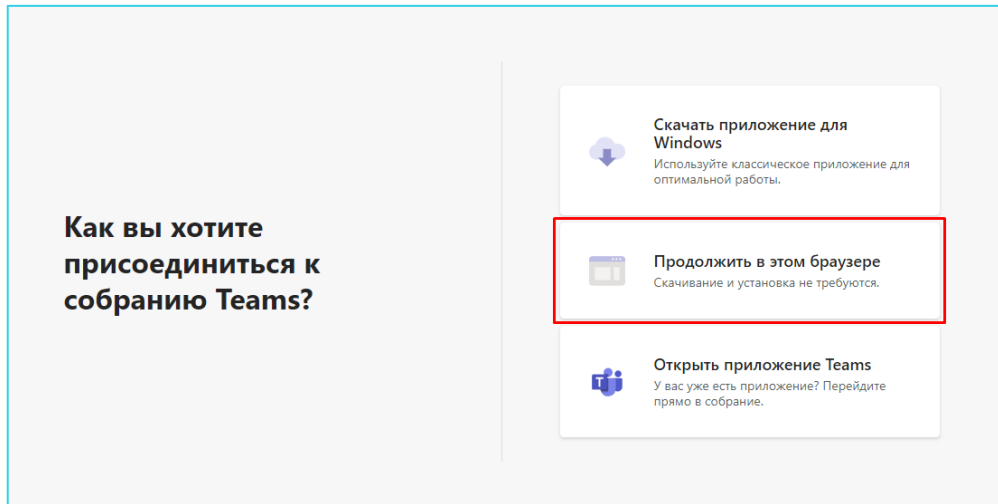 Как вы хотите
присоединиться к
собранию Teams?
Скачать приложение для
Windows
Используйте классическое приложение для
оптимальной работы.
Продолжить в этом браузере
Скачивание и установка не требуются.
Открыть приложение Teams
У вас уже есть приложение? Перейдите
прямо в собрание.